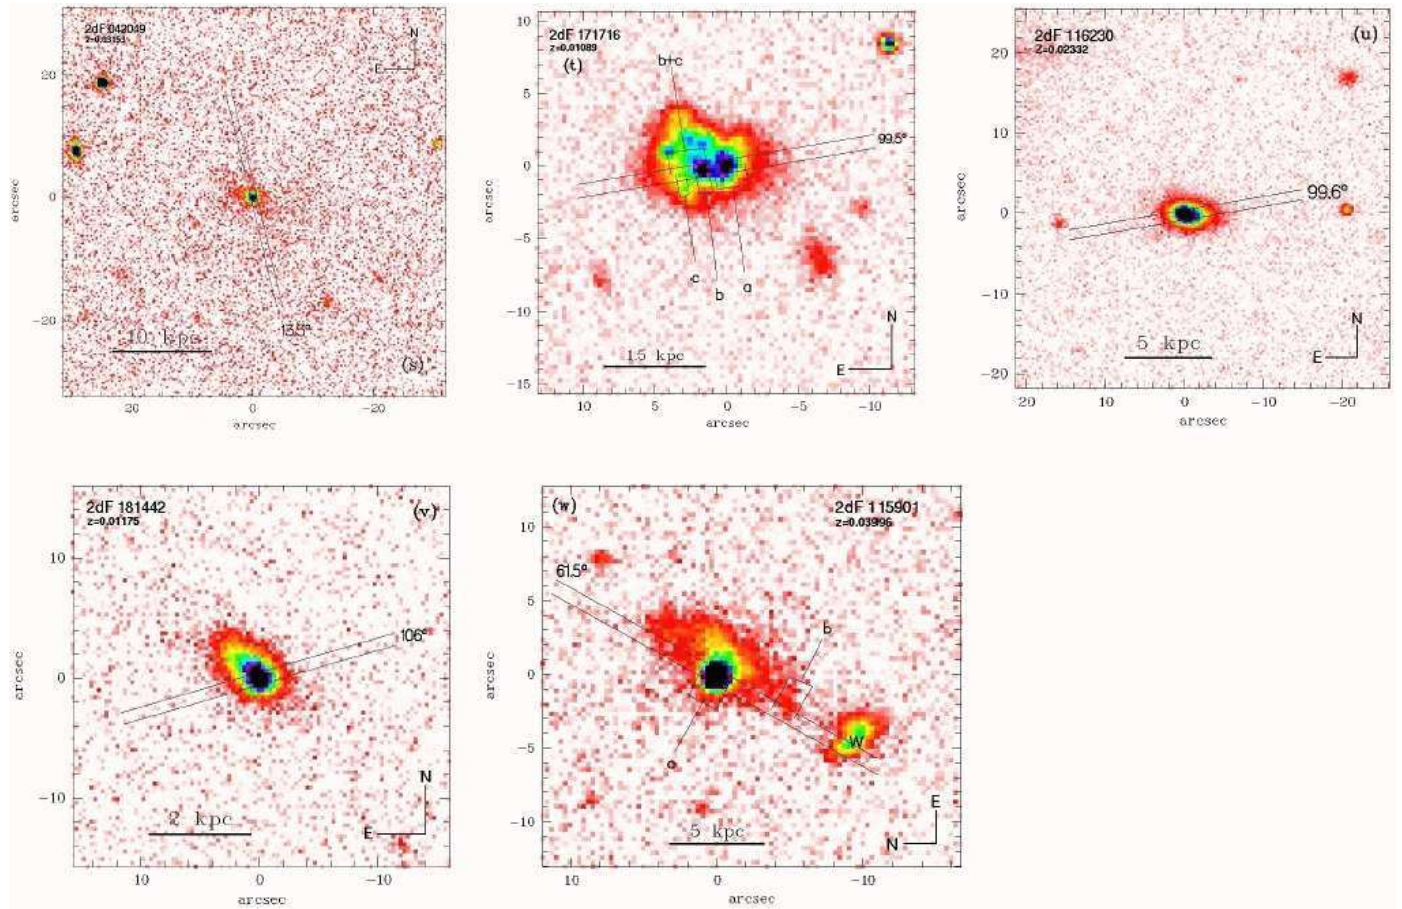 2dF 042049
z=0.03153
N
E
20
0
−20
arcsec
13.5°
10 kpc
(s)
20
0
−20
arcsec
10
5
0
−5
−10
−15
arcsec
2dF 171716
z=0.01089
(t)
b+c
99.5°
c
b
a
N
E
1.5 kpc
10
5
0
−5
−10
arcsec
20
10
0
−10
−20
arcsec
2dF 116230
z=0.02332
(u)
99.6°
N
E
5 kpc
20
10
0
−10
−20
arcsec
10
0
−10
arcsec
2dF 181442
z=0.01175
(v)
106°
N
E
2 kpc
10
0
−10
arcsec
10
5
0
−5
−10
arcsec
(w)
2dF 115901
z=0.03996
61.5°
b
W
a
E
N
5 kpc
10
0
−10
arcsec